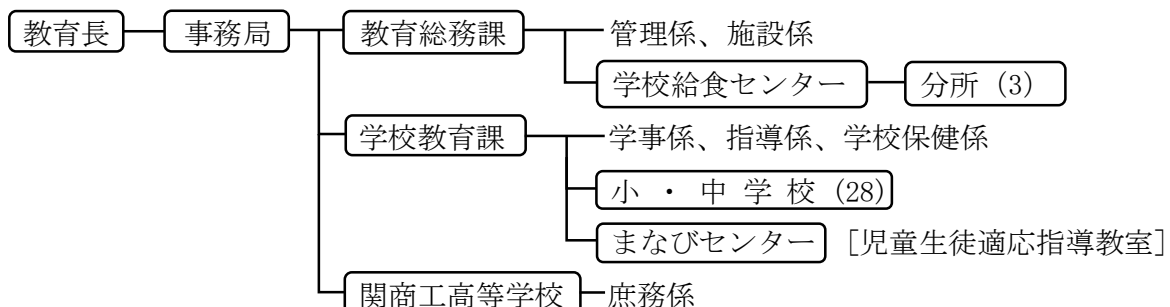 教育長 事務局 教育総務課 管理係、施設係
学校給食センター 分所 (3)
学校教育課 学事係、指導係、学校保健係
小 ・ 中 学 校 (28)
まなびセンター [児童生徒適応指導教室]
関商工高等学校 庶務係